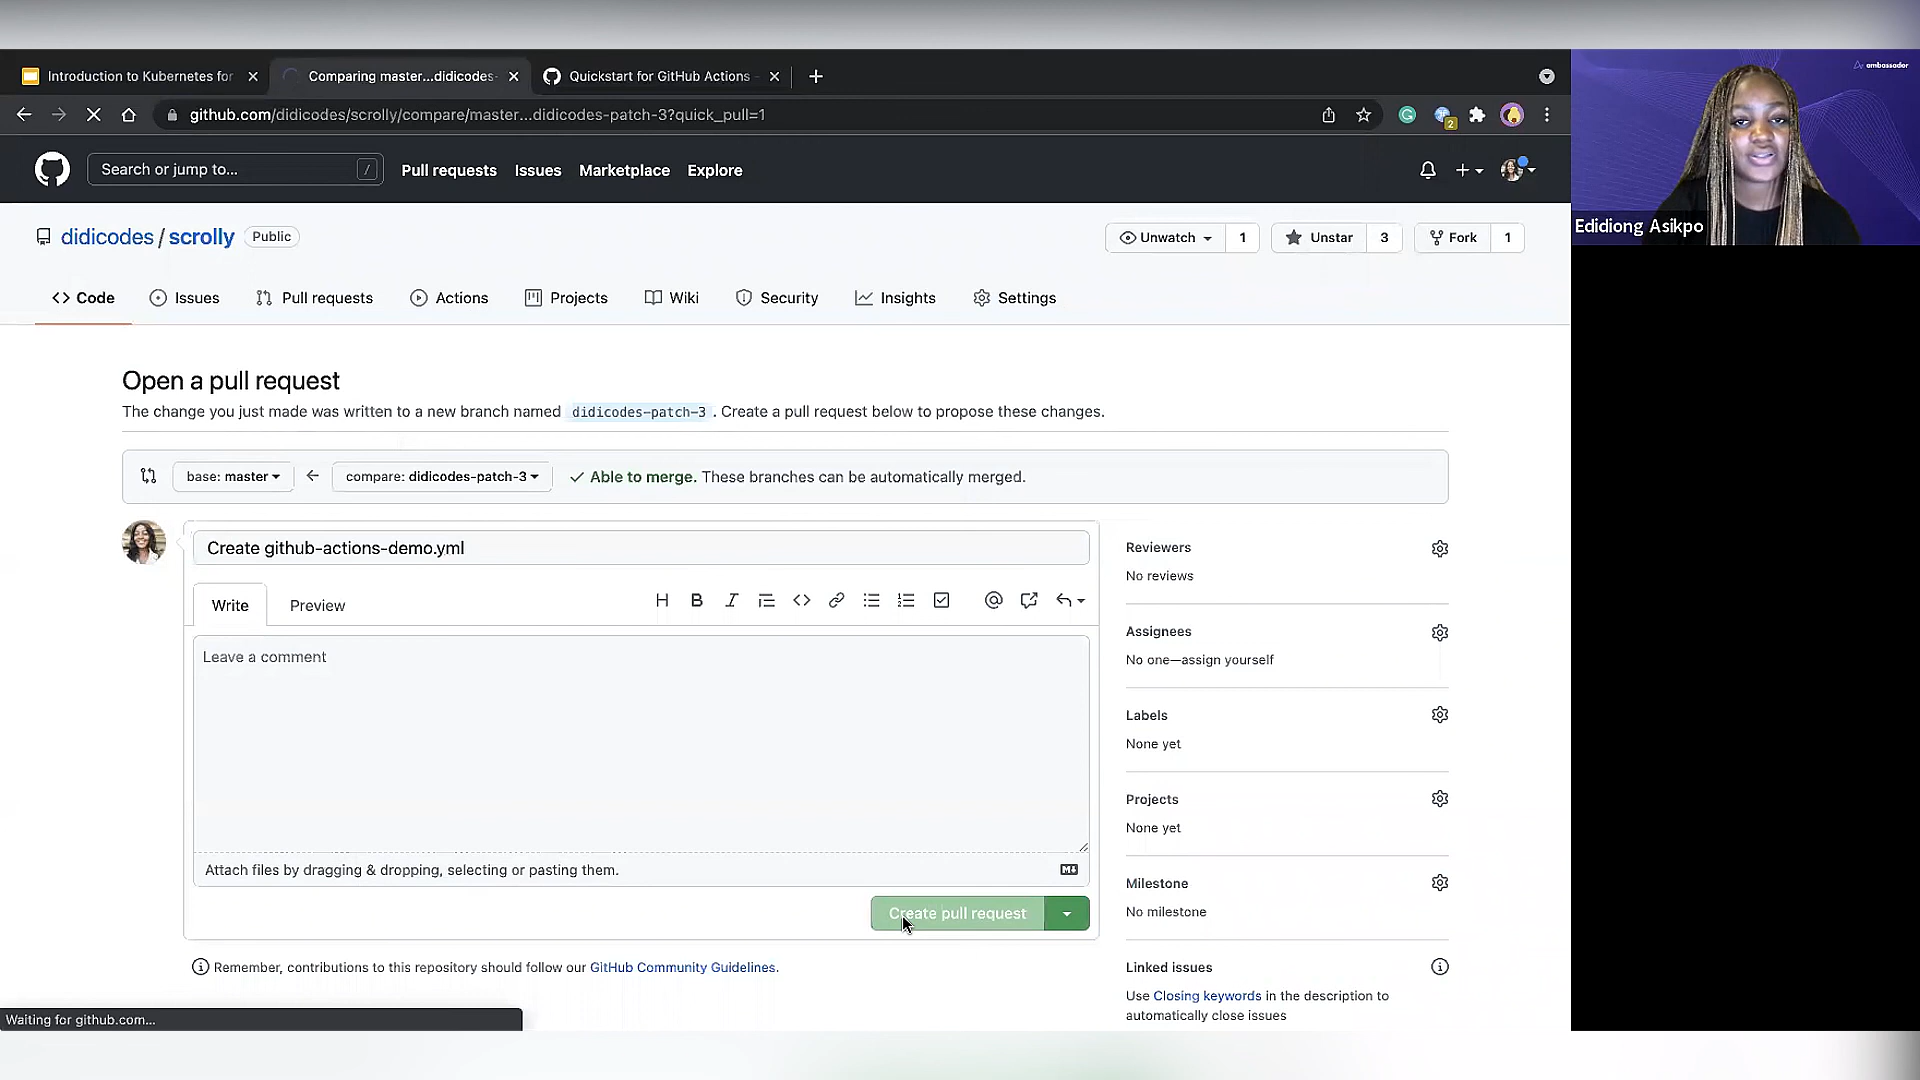 Introduction to Kubernetes for
Comparing master...didicodes-
Quickstart for GitHub Actions
ambassador
github.com/didicodes/scrolly/compare/master...didicodes-patch-3?quick_pull=1
2
Search or jump to...
/
Pull requests
Issues
Marketplace
Explore
Edidiong Asikpo
didicodes / scrolly
Public
Unwatch
1
Unstar
3
Fork
1
Code
Issues
Pull requests
Actions
Projects
Wiki
Security
Insights
Settings
Open a pull request
The change you just made was written to a new branch named didicodes-patch-3 . Create a pull request below to propose these changes.
base: master
compare: didicodes-patch-3
Able to merge. These branches can be automatically merged.
Create github-actions-demo.yml
Write
Preview
Leave a comment
Attach files by dragging & dropping, selecting or pasting them.
Create pull request
Remember, contributions to this repository should follow our GitHub Community Guidelines.
Reviewers
No reviews
Assignees
No one—assign yourself
Labels
None yet
Projects
None yet
Milestone
No milestone
Linked issues
Use Closing keywords in the description to
automatically close issues
Waiting for github.com...